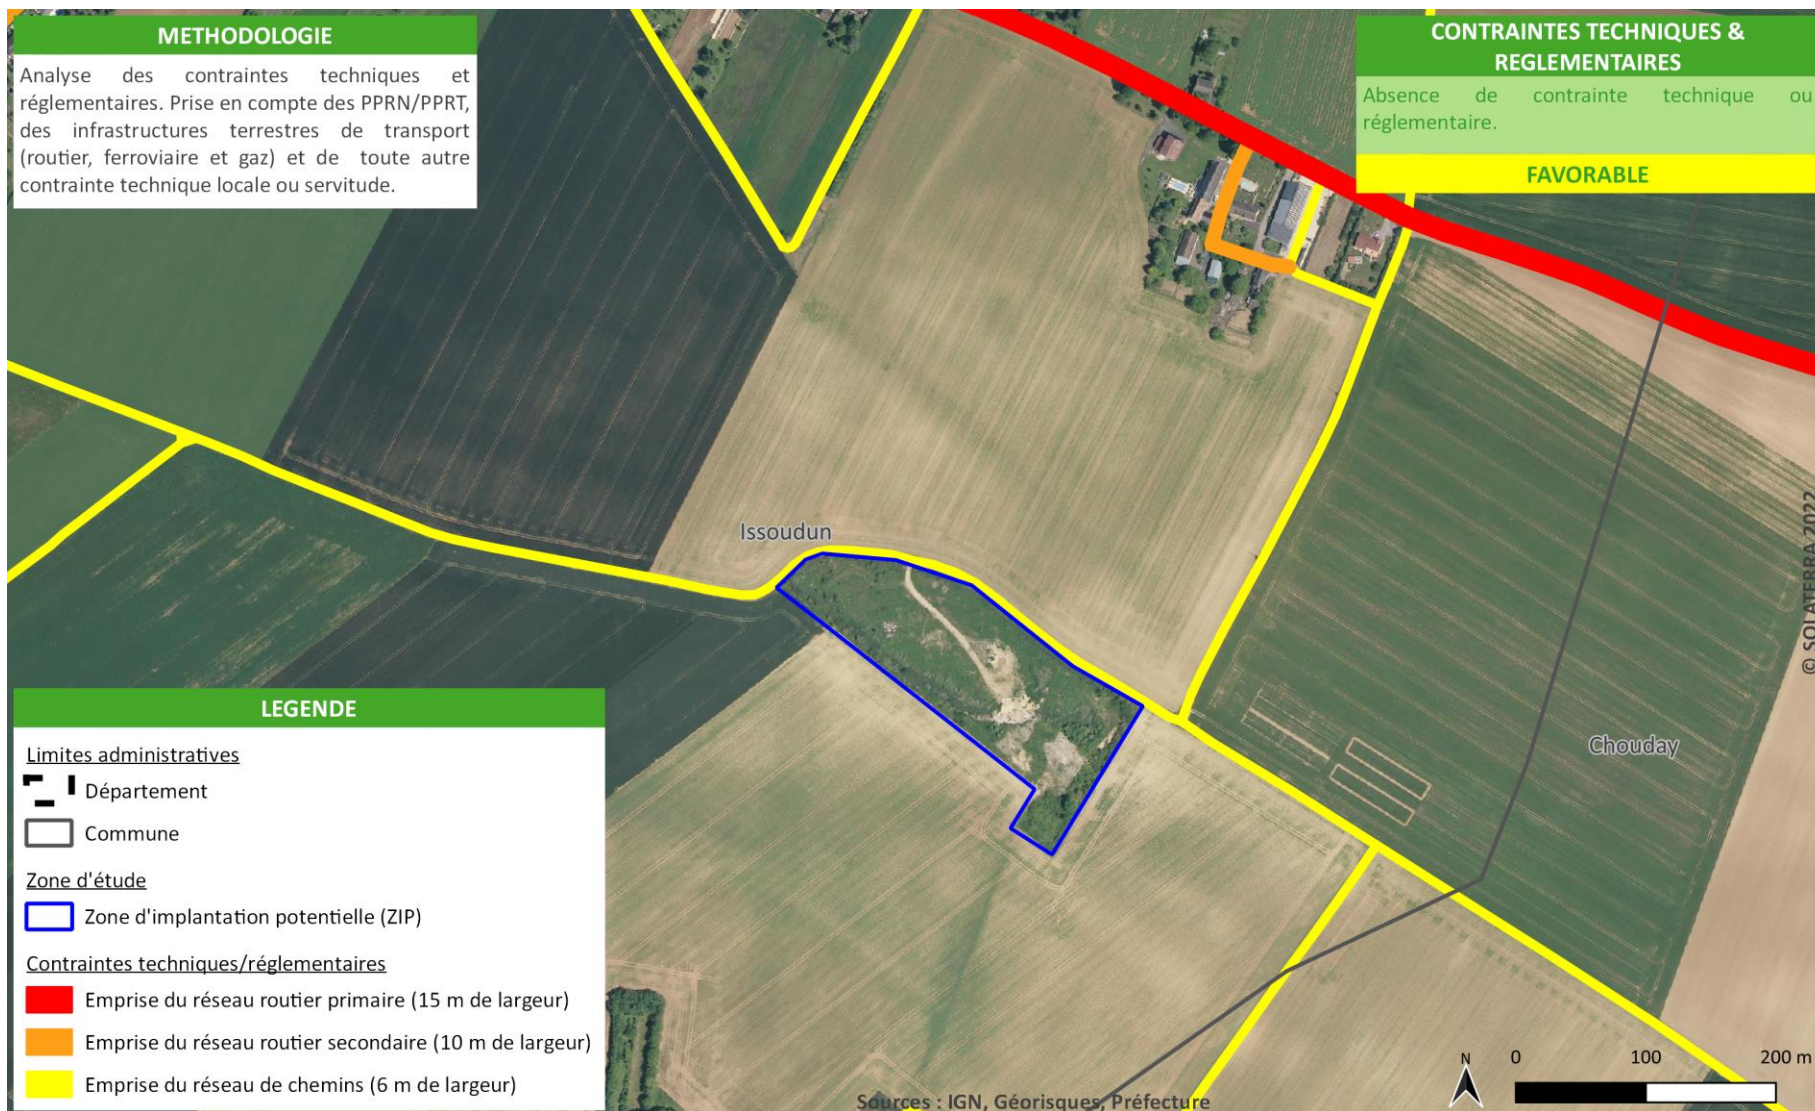 METHODOLOGIE
Analyse des contraintes techniques et
réglementaires. Prise en compte des PPRN/PPRT,
des infrastructures terrestres de transport
(routier, ferroviaire et gaz) et de toute autre
contrainte technique locale ou servitude.
CONTRAINTES TECHNIQUES &
REGLEMENTAIRES
Absence de contrainte technique ou
réglementaire.
FAVORABLE
Issoudun
Chouday
© SOLATERRA 2022
LEGENDE
Limites administratives
Département
Commune
Zone d'étude
Zone d'implantation potentielle (ZIP)
Contraintes techniques/réglementaires
Emprise du réseau routier primaire (15 m de largeur)
Emprise du réseau routier secondaire (10 m de largeur)
Emprise du réseau de chemins (6 m de largeur)
N
0 100 200 m
Sources : IGN, Géorisques, Préfecture